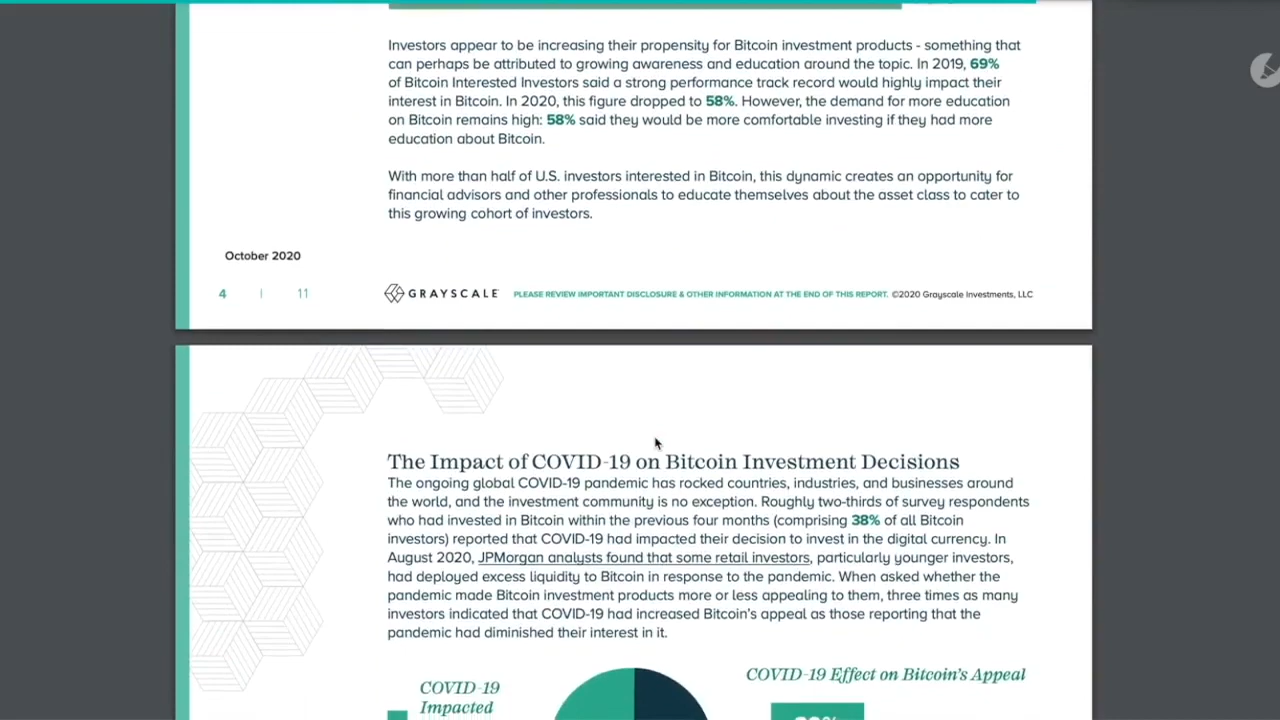 Investors appear to be increasing their propensity for Bitcoin investment products - something that
can perhaps be attributed to growing awareness and education around the topic. In 2019, 69%
of Bitcoin Interested Investors said a strong performance track record would highly impact their
interest in Bitcoin. In 2020, this figure dropped to 58%. However, the demand for more education
on Bitcoin remains high: 58% said they would be more comfortable investing if they had more
education about Bitcoin.
With more than half of U.S. investors interested in Bitcoin, this dynamic creates an opportunity for
financial advisors and other professionals to educate themselves about the asset class to cater to
this growing cohort of investors.
October 2020
4 | 11
GRAYSCALE PLEASE REVIEW IMPORTANT DISCLOSURE & OTHER INFORMATION AT THE END OF THIS REPORT. ©2020 Grayscale Investments, LLC
The Impact of COVID-19 on Bitcoin Investment Decisions
The ongoing global COVID-19 pandemic has rocked countries, industries, and businesses around
the world, and the investment community is no exception. Roughly two-thirds of survey respondents
who had invested in Bitcoin within the previous four months (comprising 38% of all Bitcoin
investors) reported that COVID-19 had impacted their decision to invest in the digital currency. In
August 2020, JPMorgan analysts found that some retail investors, particularly younger investors,
had deployed excess liquidity to Bitcoin in response to the pandemic. When asked whether the
pandemic made Bitcoin investment products more or less appealing to them, three times as many
investors indicated that COVID-19 had increased Bitcoin's appeal as those reporting that the
pandemic had diminished their interest in it.
COVID-19
Impacted
COVID-19 Effect on Bitcoin's Appeal